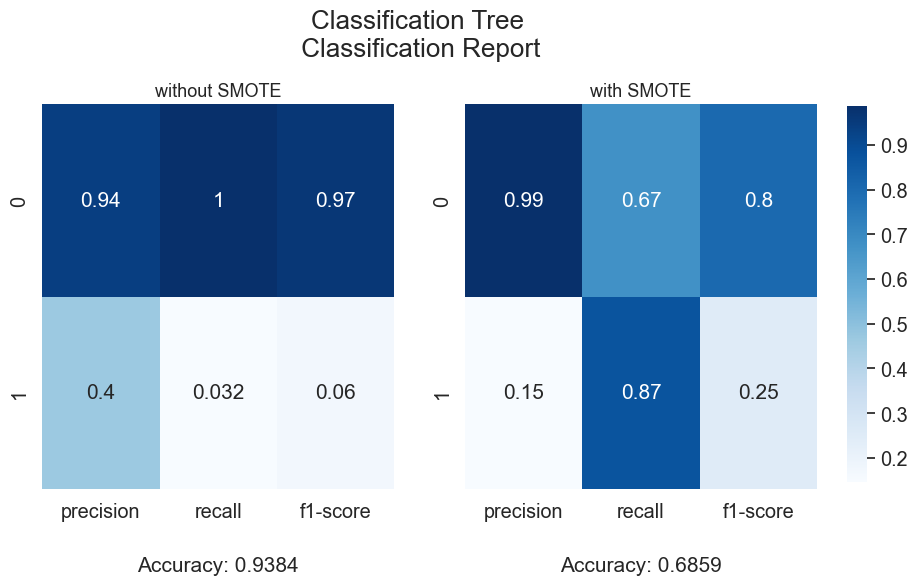 Classification Tree
Classification Report
without SMOTE
with SMOTE
0
0.94
1
0.97
1
0.4
0.032
0.06
precision
recall
f1-score
Accuracy: 0.9384
0
0.99
0.67
0.8
1
0.15
0.87
0.25
precision
recall
f1-score
Accuracy: 0.6859
0.9
0.8
0.7
0.6
0.5
0.4
0.3
0.2